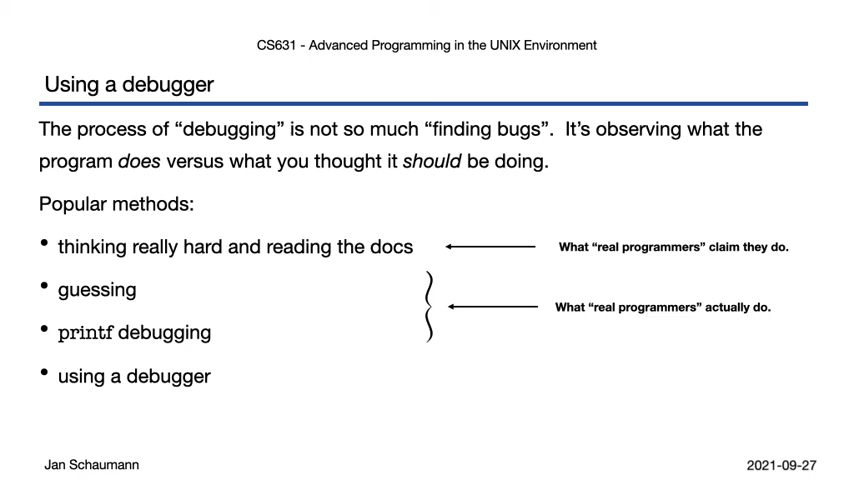 CS631 - Advanced Programming in the UNIX Environment
Using a debugger
The process of “debugging” is not so much “finding bugs”. It’s observing what the
program does versus what you thought it should be doing.
Popular methods:
• thinking really hard and reading the docs
What “real programmers” claim they do.
• guessing
What “real programmers” actually do.
• printf debugging
• using a debugger
Jan Schaumann
2021-09-27